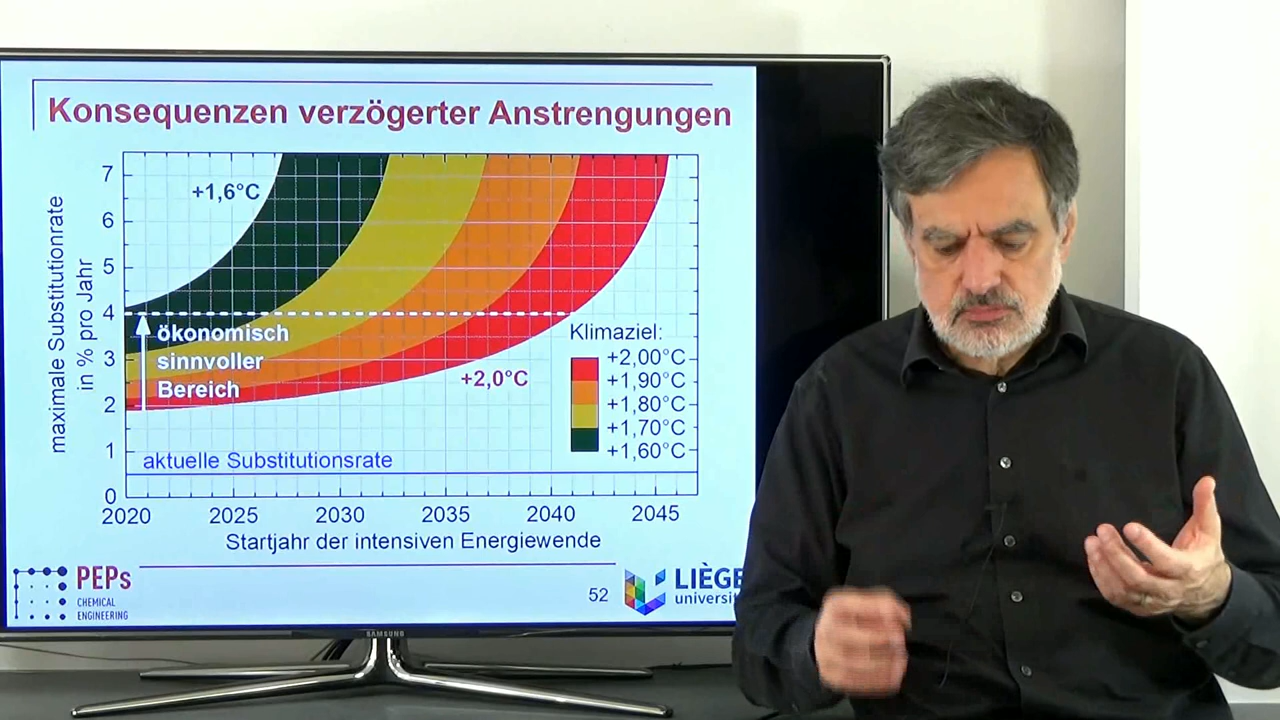 Konsequenzen verzögerter Anstrengungen
maximale Substitutionrate
in % pro Jahr
7
6
5
4
3
2
1
0
+1,6°C
ökonomisch
sinnvoller
Bereich
+2,0°C
Klimaziel:
+2,00°C
+1,90°C
+1,80°C
+1,70°C
+1,60°C
aktuelle Substitutionsrate
2020 2025 2030 2035 2040 2045
Startjahr der intensiven Energiewende
PEPs
CHEMICAL
ENGINEERING
52
LIÈGE
universit
SAMSUNG